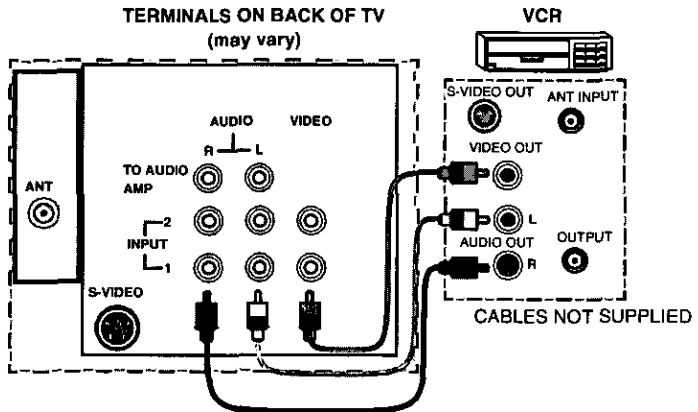 TERMINALS ON BACK OF TV
(may vary)
VCR
S-VIDEO OUT
ANT INPUT
AUDIO
VIDEO
R
L
VIDEO OUT
TO AUDIO
AMP
ANT
2
INPUT
1
L
AUDIO OUT
R
OUTPUT
S-VIDEO
CABLES NOT SUPPLIED